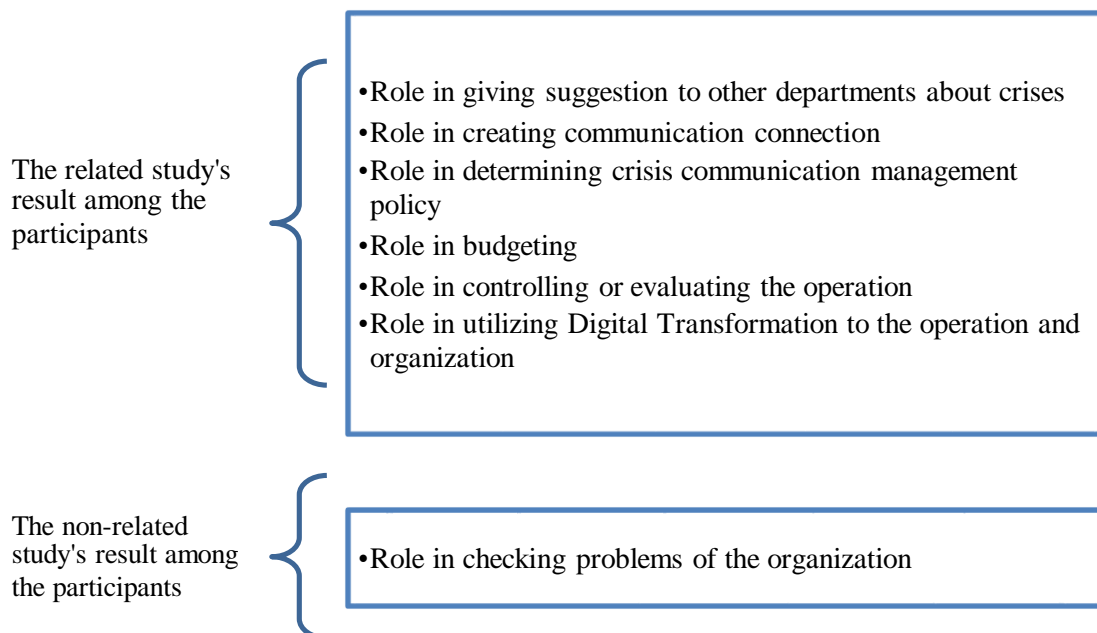 The related study's
result among the
participants
•Role in giving suggestion to other departments about crises
•Role in creating communication connection
•Role in determining crisis communication management
policy
•Role in budgeting
•Role in controlling or evaluating the operation
•Role in utilizing Digital Transformation to the operation and
organization
The non-related
study's result among
the participants
•Role in checking problems of the organization